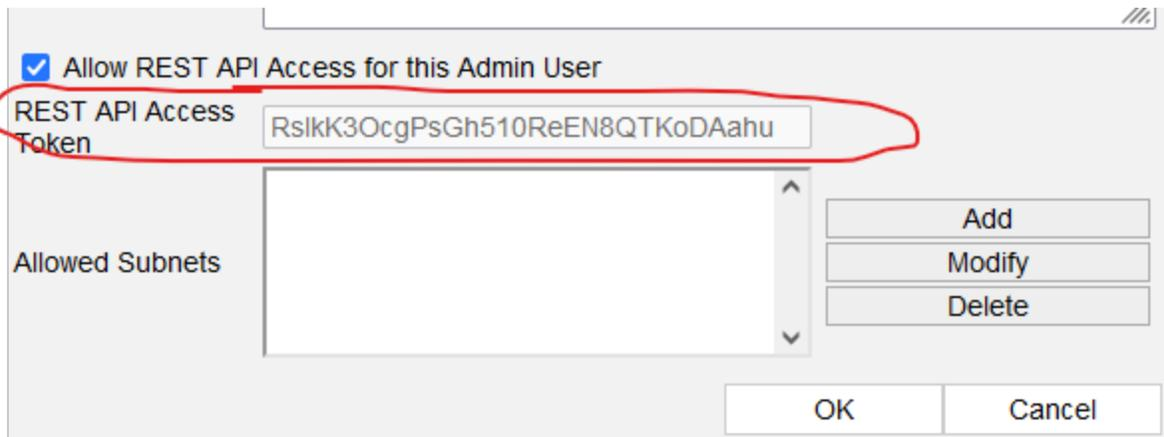 Allow REST API Access for this Admin User
REST API Access
Token
RslkK3OcgPsGh510ReEN8QTKoDAahu
Allowed Subnets
Add
Modify
Delete
OK
Cancel